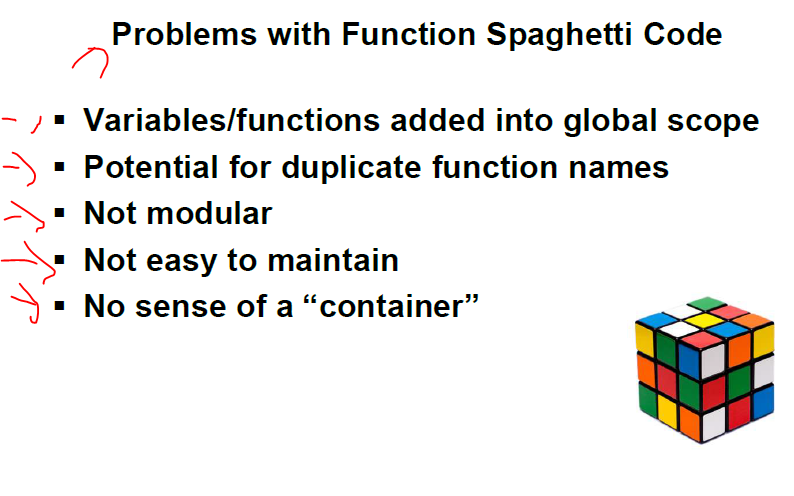 Problems with Function Spaghetti Code
▪ Variables/functions added into global scope
▪ Potential for duplicate function names
▪ Not modular
▪ Not easy to maintain
▪ No sense of a “container”